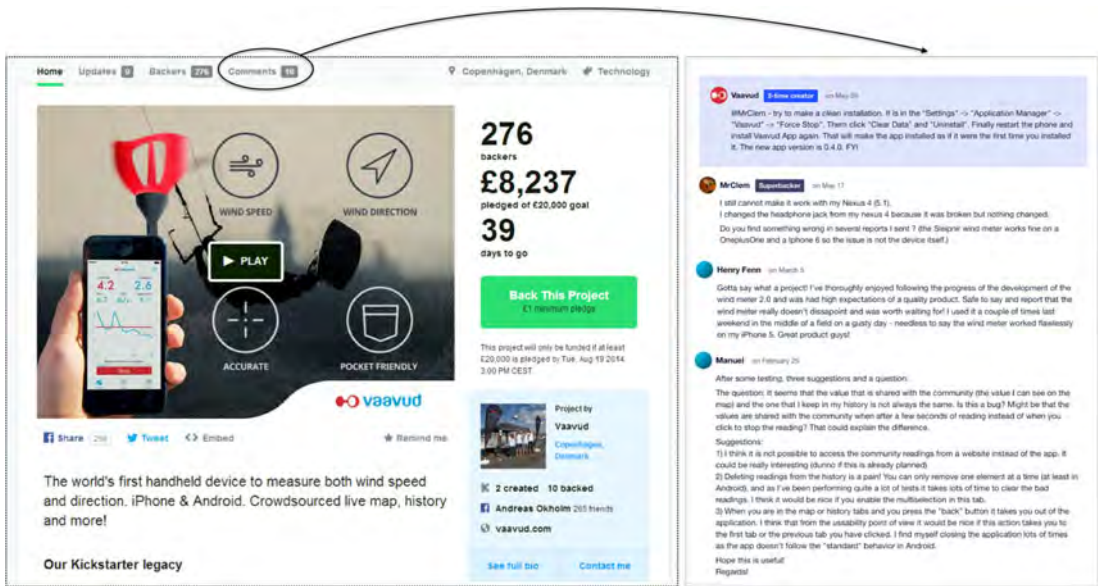 Home Updates 9 Backers 276 Comments
Copenhagen, Denmark Technology
WIND SPEED
WIND DIRECTION
PLAY
4.2 2.6
ACCURATE
POCKET FRIENDLY
vaavud
276
backers
£8,237
pledged of £20,000 goal
39
days to go
Back This Project
£1 minimum pledge
This project will only be funded if at least
£20,000 is pledged by Tue, Aug 19 2014
3:00 PM CEST.
Project by
Vaavud
Copenhagen,
Denmark
2 created 10 backed
Andreas Okholm 265 friends
vaavud.com
See full bio Contact me
Share Tweet Embed Remind me
The world's first handheld device to measure both wind speed
and direction. iPhone & Android. Crowdsourced live map, history
and more!
Our Kickstarter legacy
Vaavud 2-time creator on May
@MrClem - try to make a clean installation. It is in the "Settings" -> "Application Manager" ->
"Vaavud" -> "Force Stop", Them click "Clear Data" and "Uninstall". Finally restart the phone and
install Vaavud App again. That will make the app installed as if it were the first time you installed
it. The new app version is 0.4.0. FYI
MrClem Superbacker on May 17
I still cannot make it work with my Nexus 4 (5.1).
I changed the headphone jack from my nexus 4 because it was broken but nothing changed.
Do you find something wrong in several reports I sent ? (the Sleipnir wind meter works fine on a
OneplusOne and a Iphone 6 so the issue is not the device itself.)
Henry Fenn on March 5
Gotta say what a project! I've thoroughly enjoyed following the progress of the development of the
wind meter 2.0 and was had high expectations of a quality product. Safe to say and report that the
wind meter really doesn't dissapoint and was worth waiting for! I used it a couple of times last
weekend in the middle of a field on a gusty day - needless to say the wind meter worked flawlessly
on my iPhone 5. Great product guys!
Manuel on February 25
After some testing, three suggestions and a question:
The question: it seems that the value that is shared with the community (the value I can see on the
map) and the one that I keep in my history is not always the same. Is this a bug? Might be that the
values are shared with the community when after a few seconds of reading instead of when you
click to stop the reading? That could explain the difference.
Suggestions:
1) I think it is not possible to access the community readings from a website instead of the app. It
could be really interesting (dunno if this is already planned)
2) Deleting readings from the history is a pain! You can only remove one element at a time (at least in
Android), and as I've been performing quite a lot of tests it takes lots of time to clear the bad
readings. I think it would be nice if you enable the multiselection in this tab.
3) When you are in the map or history tabs and you press the "back" button it takes you out of the
application. I think that from the ussability point of view it would be nice if this action takes you to
the first tab or the previous tab you have clicked. I find myself closing the application lots of times
as the app doesn't follow the "standard" behavior in Android.
Hope this is useful!
Regards!